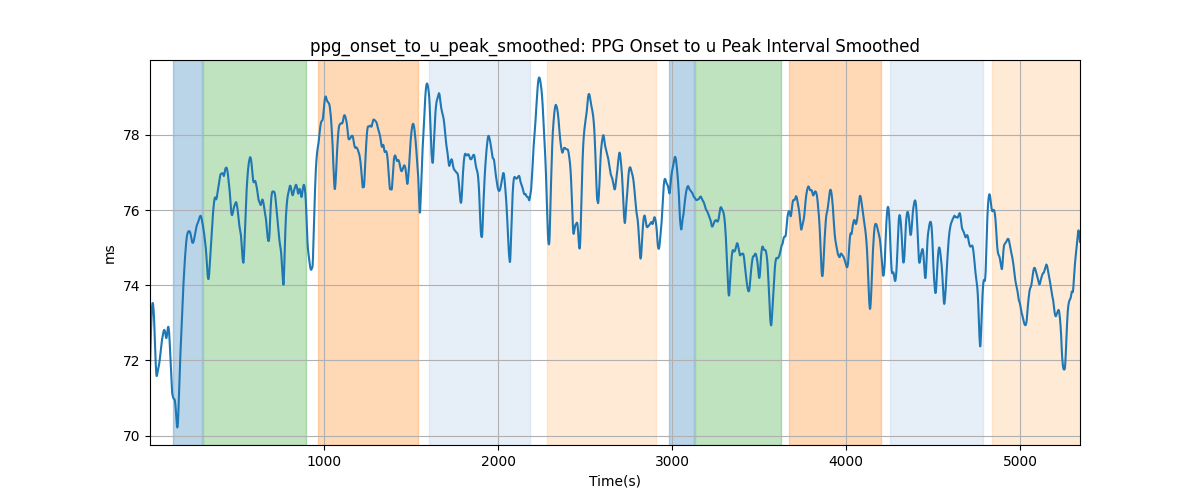 ppg_onset_to_u_peak_smoothed: PPG Onset to u Peak Interval Smoothed
78
76
74
72
70
ms
1000 2000 3000 4000 5000
Time(s)